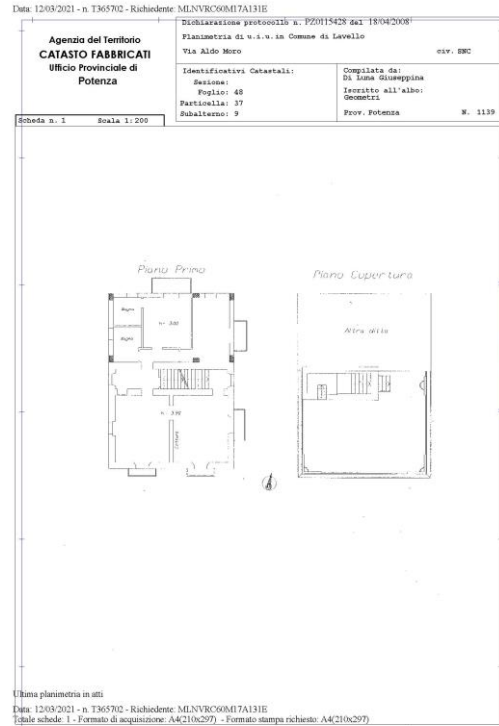 Data: 12/03/2021 - n. T365702 - Richiedente: MLNVRC60M17A131E
Agenzia del Territorio
CATASTO FABBRICATI
Ufficio Provinciale di
Potenza
Dichiarazione protocollo n. PZ0115428 del 18/04/2008
Planimetria di u.i.u.in Comune di Lavello
Via Aldo Moro civ. SNC
Identificativi Catastali:
Sezione:
Foglio: 48
Particella: 37
Subalterno: 9
Compilata da:
Di Luna Giuseppina
Iscritto all'albo:
Geometri
Prov. Potenza N. 1139
Scheda n. 1 Scala 1:200
Piano Primo
Piano Copertura
Bagno
Bagno
Altra ditta
Ultima planimetria in atti
Data: 12/03/2021 - n. T365702 - Richiedente: MLNVRC60M17A131E
Totale schede: 1 - Formato di acquisizione: A4(210x297) - Formato stampa richiesto: A4(210x297)